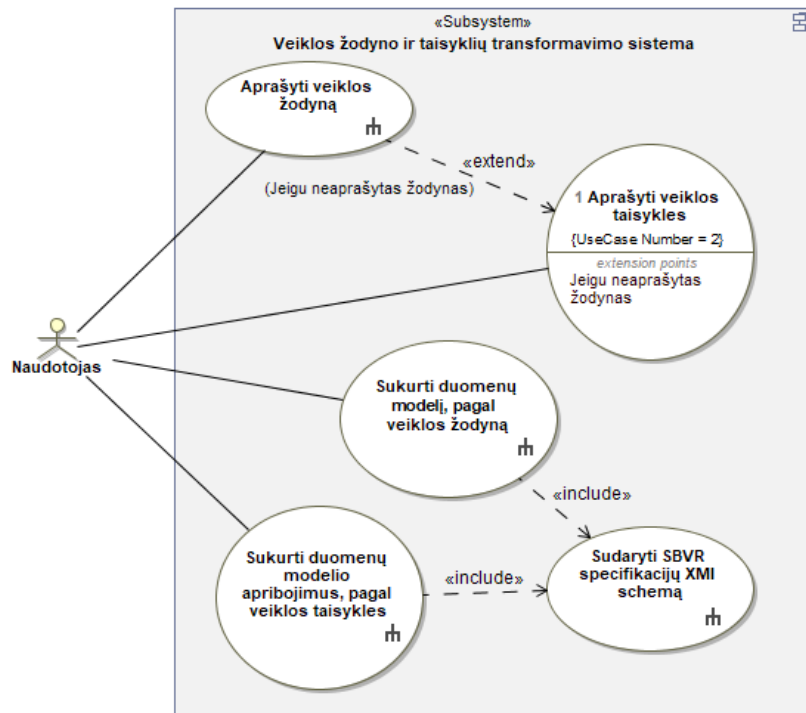 «Subsystem»
Veiklos žodyno ir taisyklių transformavimo sistema
Aprašyti veiklos
žodyną
«extend»
(Jeigu neaprašytas žodynas)
1 Aprašyti veiklos
taisykles
{UseCase Number = 2}
extension points
Jeigu neaprašytas
žodynas
Naudotojas
Sukurti duomenų
modelį, pagal
veiklos žodyną
«include»
Sudaryti SBVR
specifikacijų XMI
schemą
«include»
Sukurti duomenų
modelio
apribojimus, pagal
veiklos taisykles